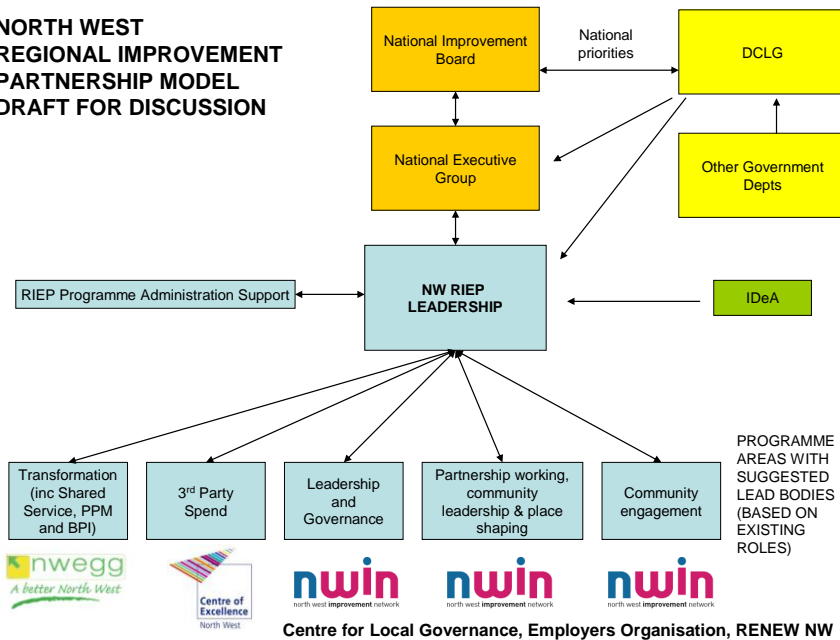 NORTH WEST
REGIONAL IMPROVEMENT
PARTNERSHIP MODEL
DRAFT FOR DISCUSSION
National Improvement
Board
National
priorities
DCLG
National Executive
Group
Other Government
Depts
RIEP Programme Administration Support
NW RIEP
LEADERSHIP
IDeA
Transformation
(inc Shared
Service, PPM
and BPI)
3rd Party
Spend
Leadership
and
Governance
Partnership working,
community
leadership & place
shaping
Community
engagement
PROGRAMME
AREAS WITH
SUGGESTED
LEAD BODIES
(BASED ON
EXISTING
ROLES)
nwegg
A better North West
Centre of
Excellence
North West
nwin
north west improvement network
nwin
north west improvement network
nwin
north west improvement network
Centre for Local Governance, Employers Organisation, RENEW NW